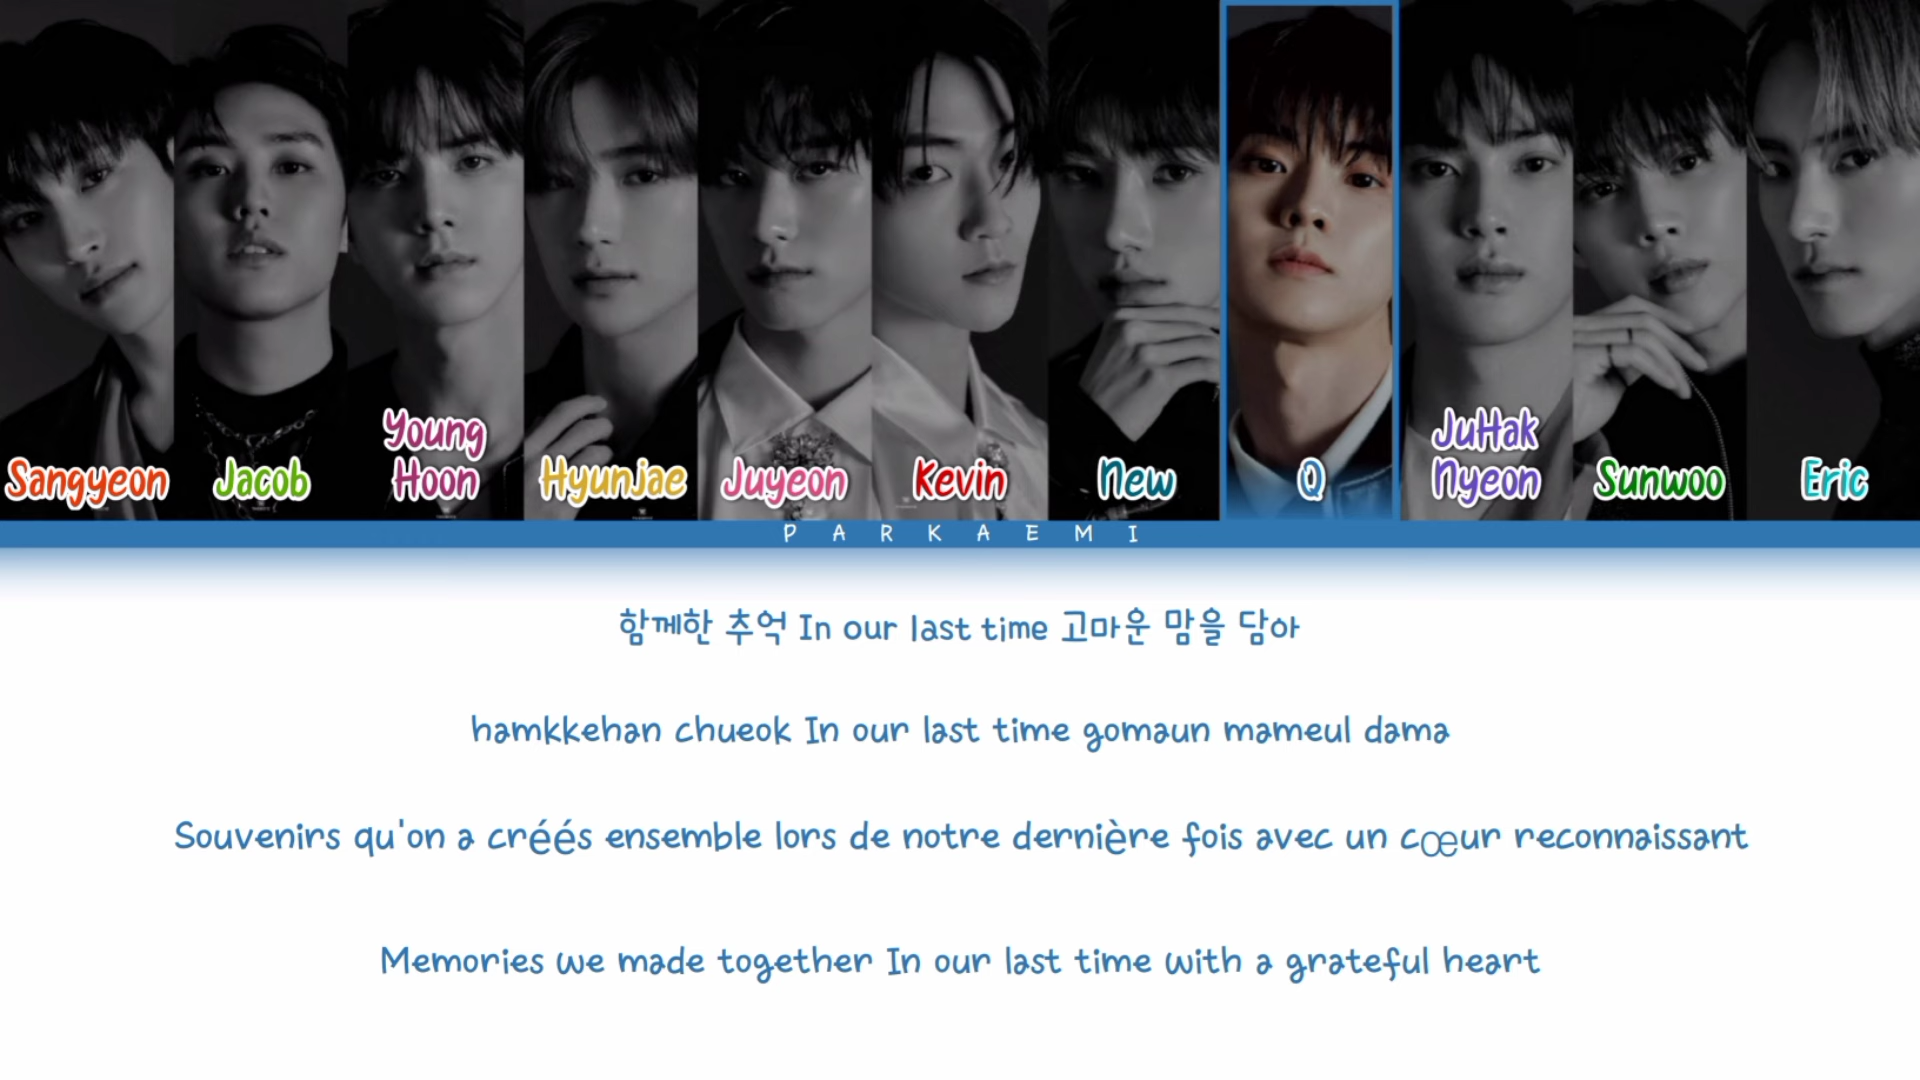 Sangyeon
Jacob
Young
Hoon
Hyunjae
Juyeon
Kevin
New
Q
JuHak
Nyeon
Sunwoo
Eric
PARKAEMI
함께한 추억 In our last time 고마운 맘을 담아
hamkkehan chueok In our last time gomaun mameul dama
Souvenirs qu'on a créés ensemble lors de notre dernière fois avec un cœur reconnaissant
Memories we made together In our last time with a grateful heart